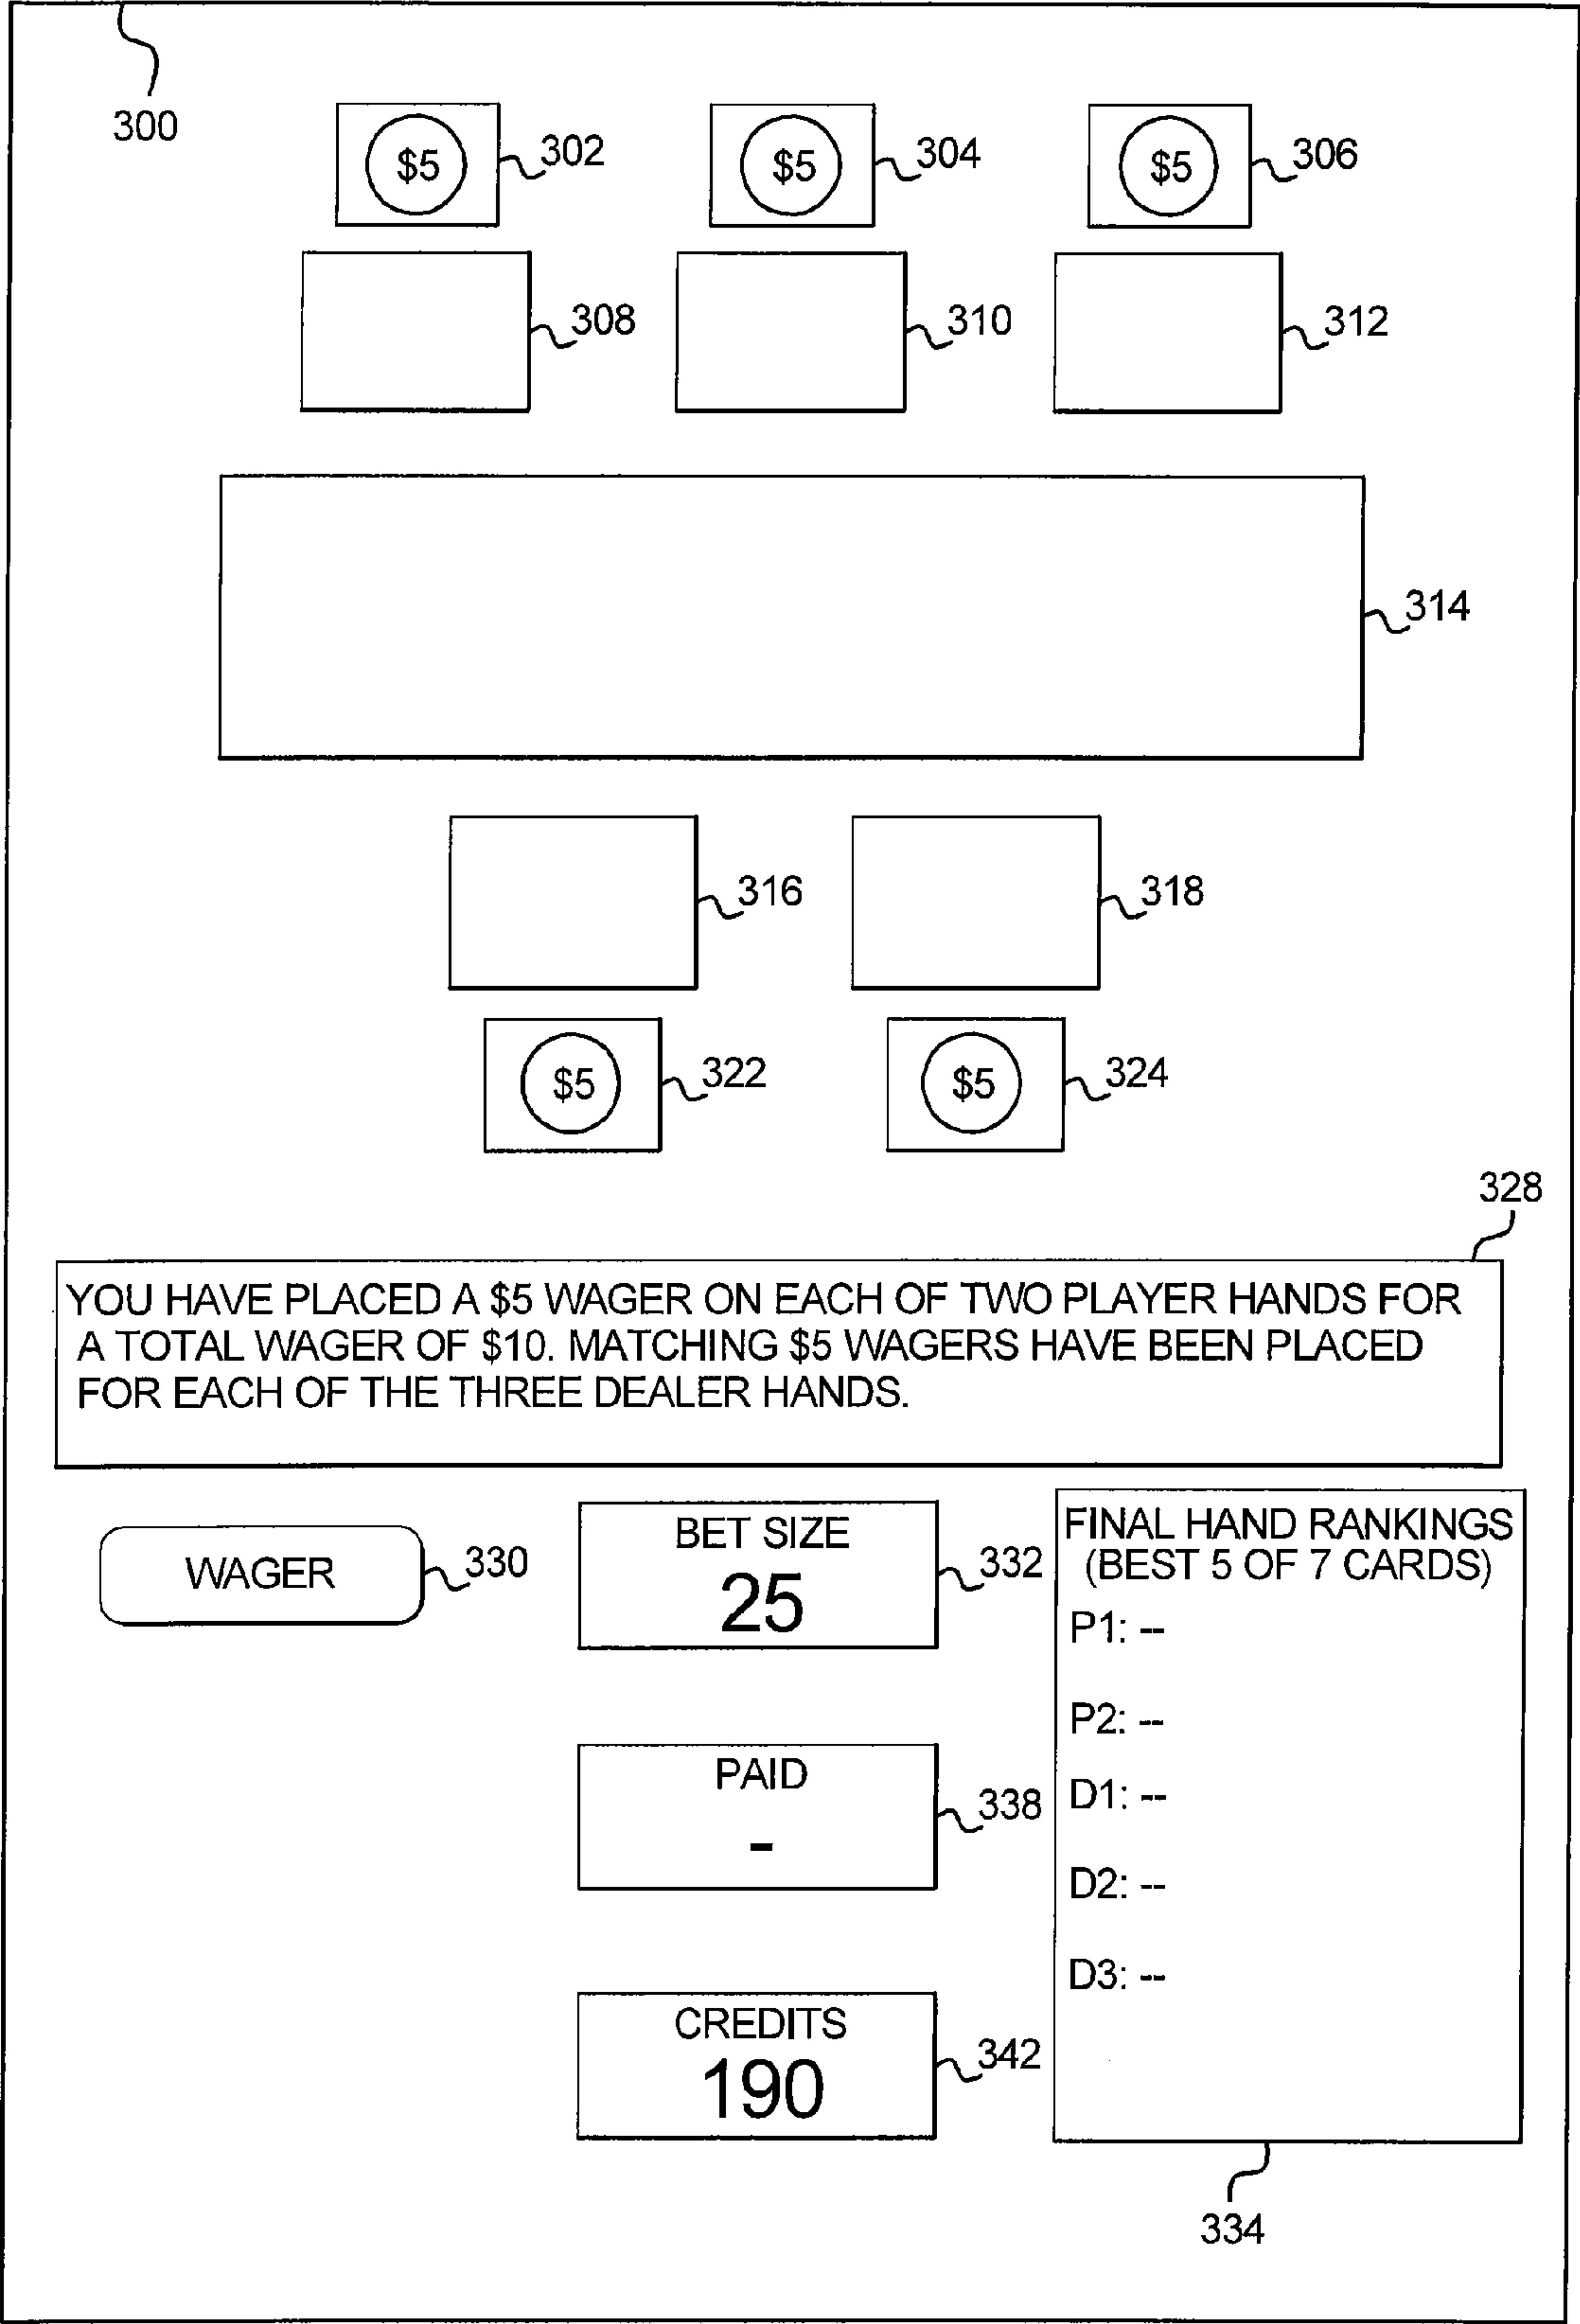 300
$5
302
$5
304
$5
306
308
310
312
314
316
318
$5
322
$5
324
328
YOU HAVE PLACED A $5 WAGER ON EACH OF TWO PLAYER HANDS FOR
A TOTAL WAGER OF $10. MATCHING $5 WAGERS HAVE BEEN PLACED
FOR EACH OF THE THREE DEALER HANDS.
WAGER
330
BET SIZE
25
332
PAID
-
338
CREDITS
190
342
FINAL HAND RANKINGS
(BEST 5 OF 7 CARDS)
P1: --
P2: --
D1: --
D2: --
D3: --
334